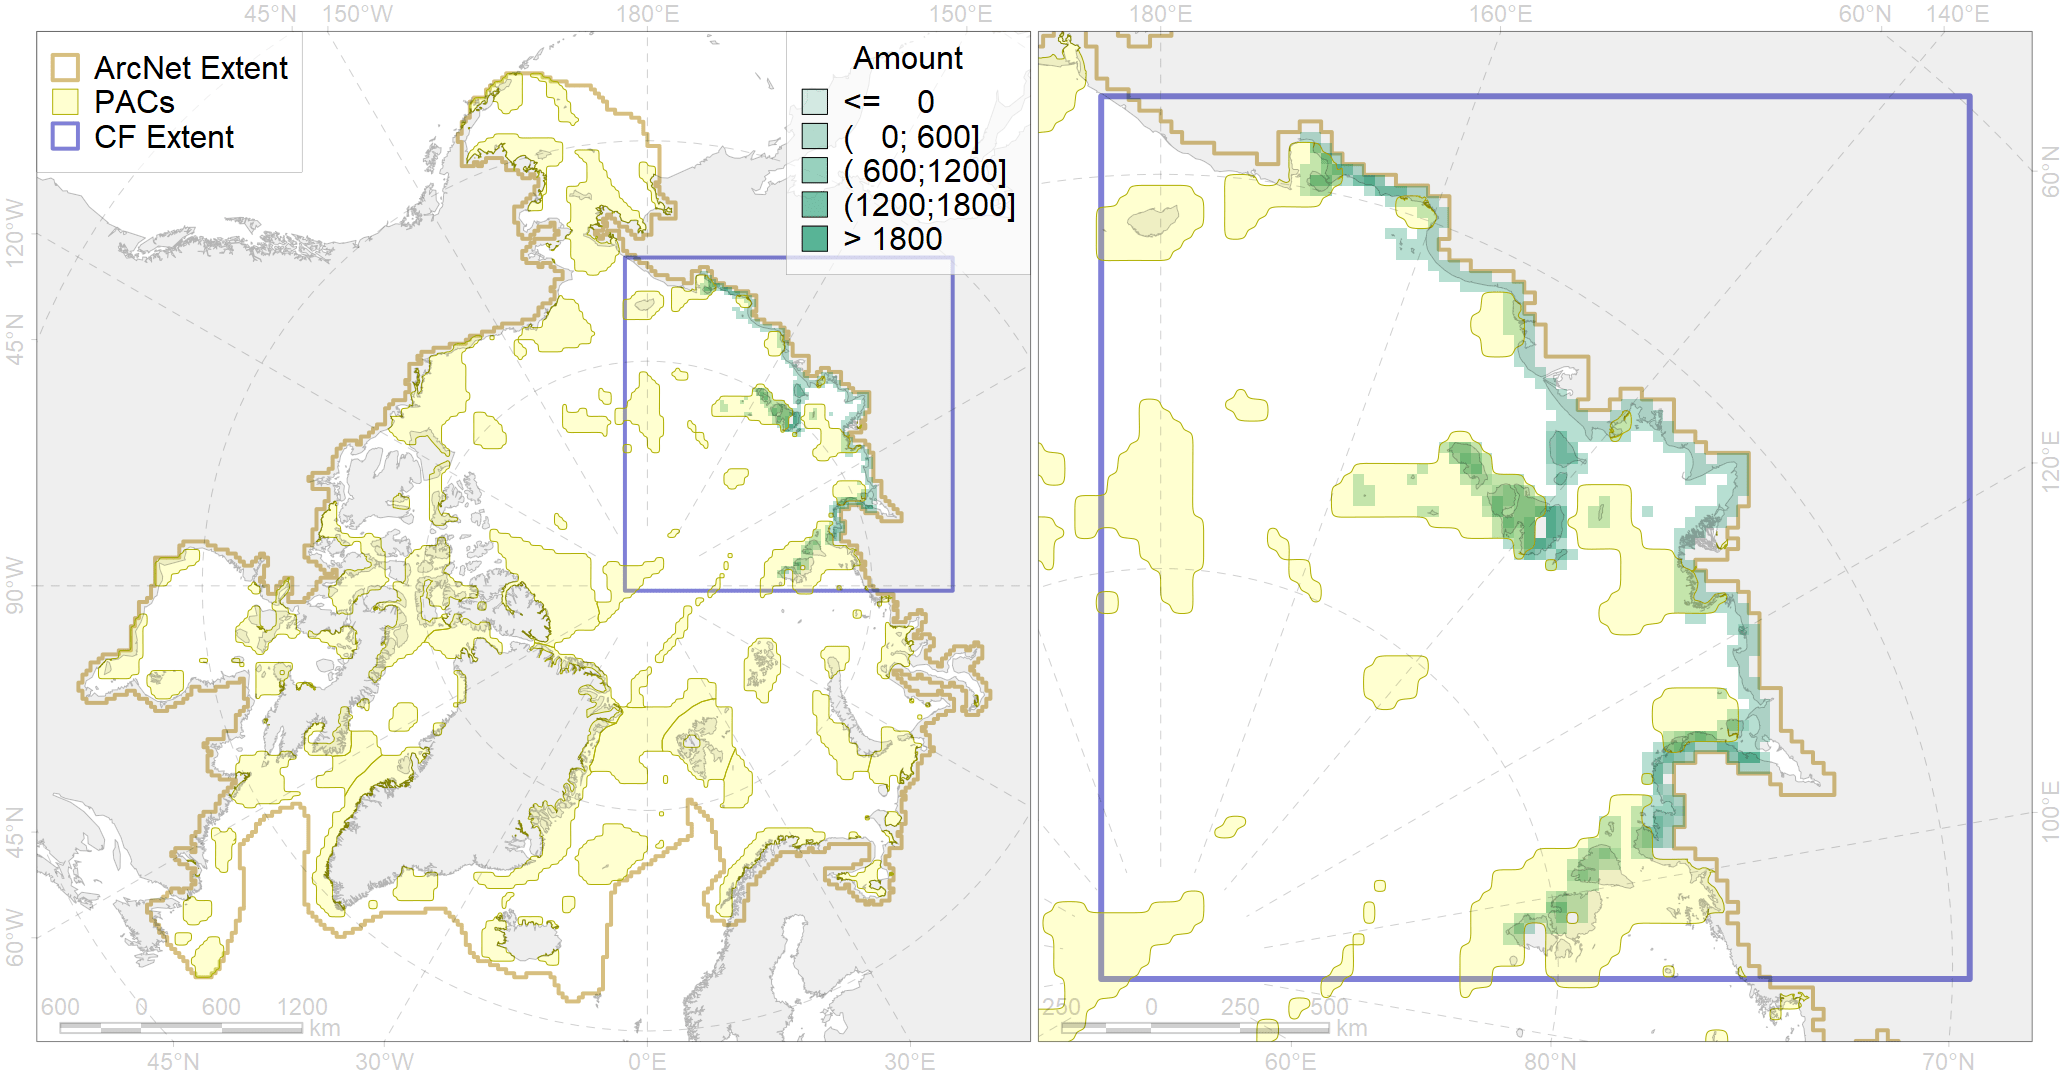 45°N 150°W 180°E 150°E 180°E 160°E 60°N 140°E
ArcNet Extent
PACs
CF Extent
Amount
<= 0
( 0; 600]
( 600;1200]
(1200;1800]
> 1800
120°W
45°N
90°W
45°N
60°W
60°N
120°E
100°E
600 0 600 1200
km
250 0 250 500
km
45°N 30°W 0°E 30°E 60°E 80°N 70°N